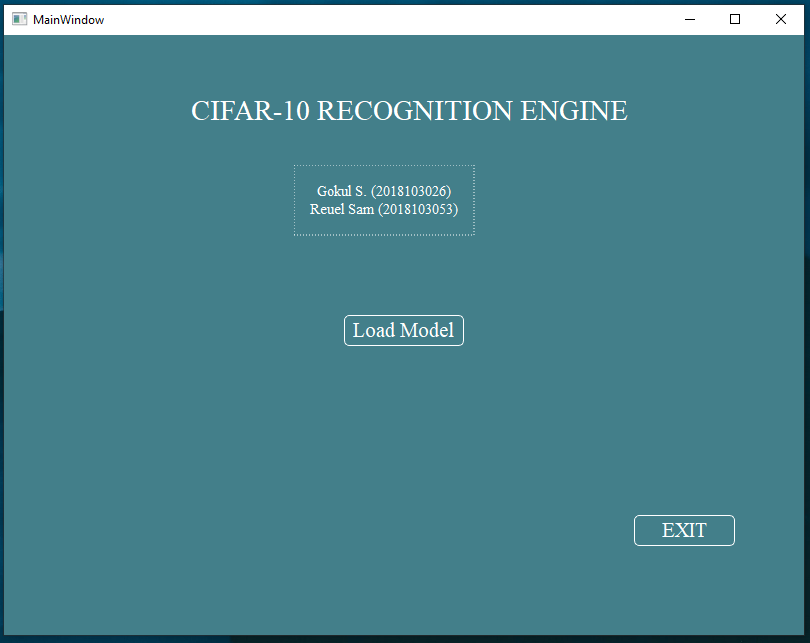 MainWindow
CIFAR-10 RECOGNITION ENGINE
Gokul S. (2018103026)
Reuel Sam (2018103053)
Load Model
EXIT